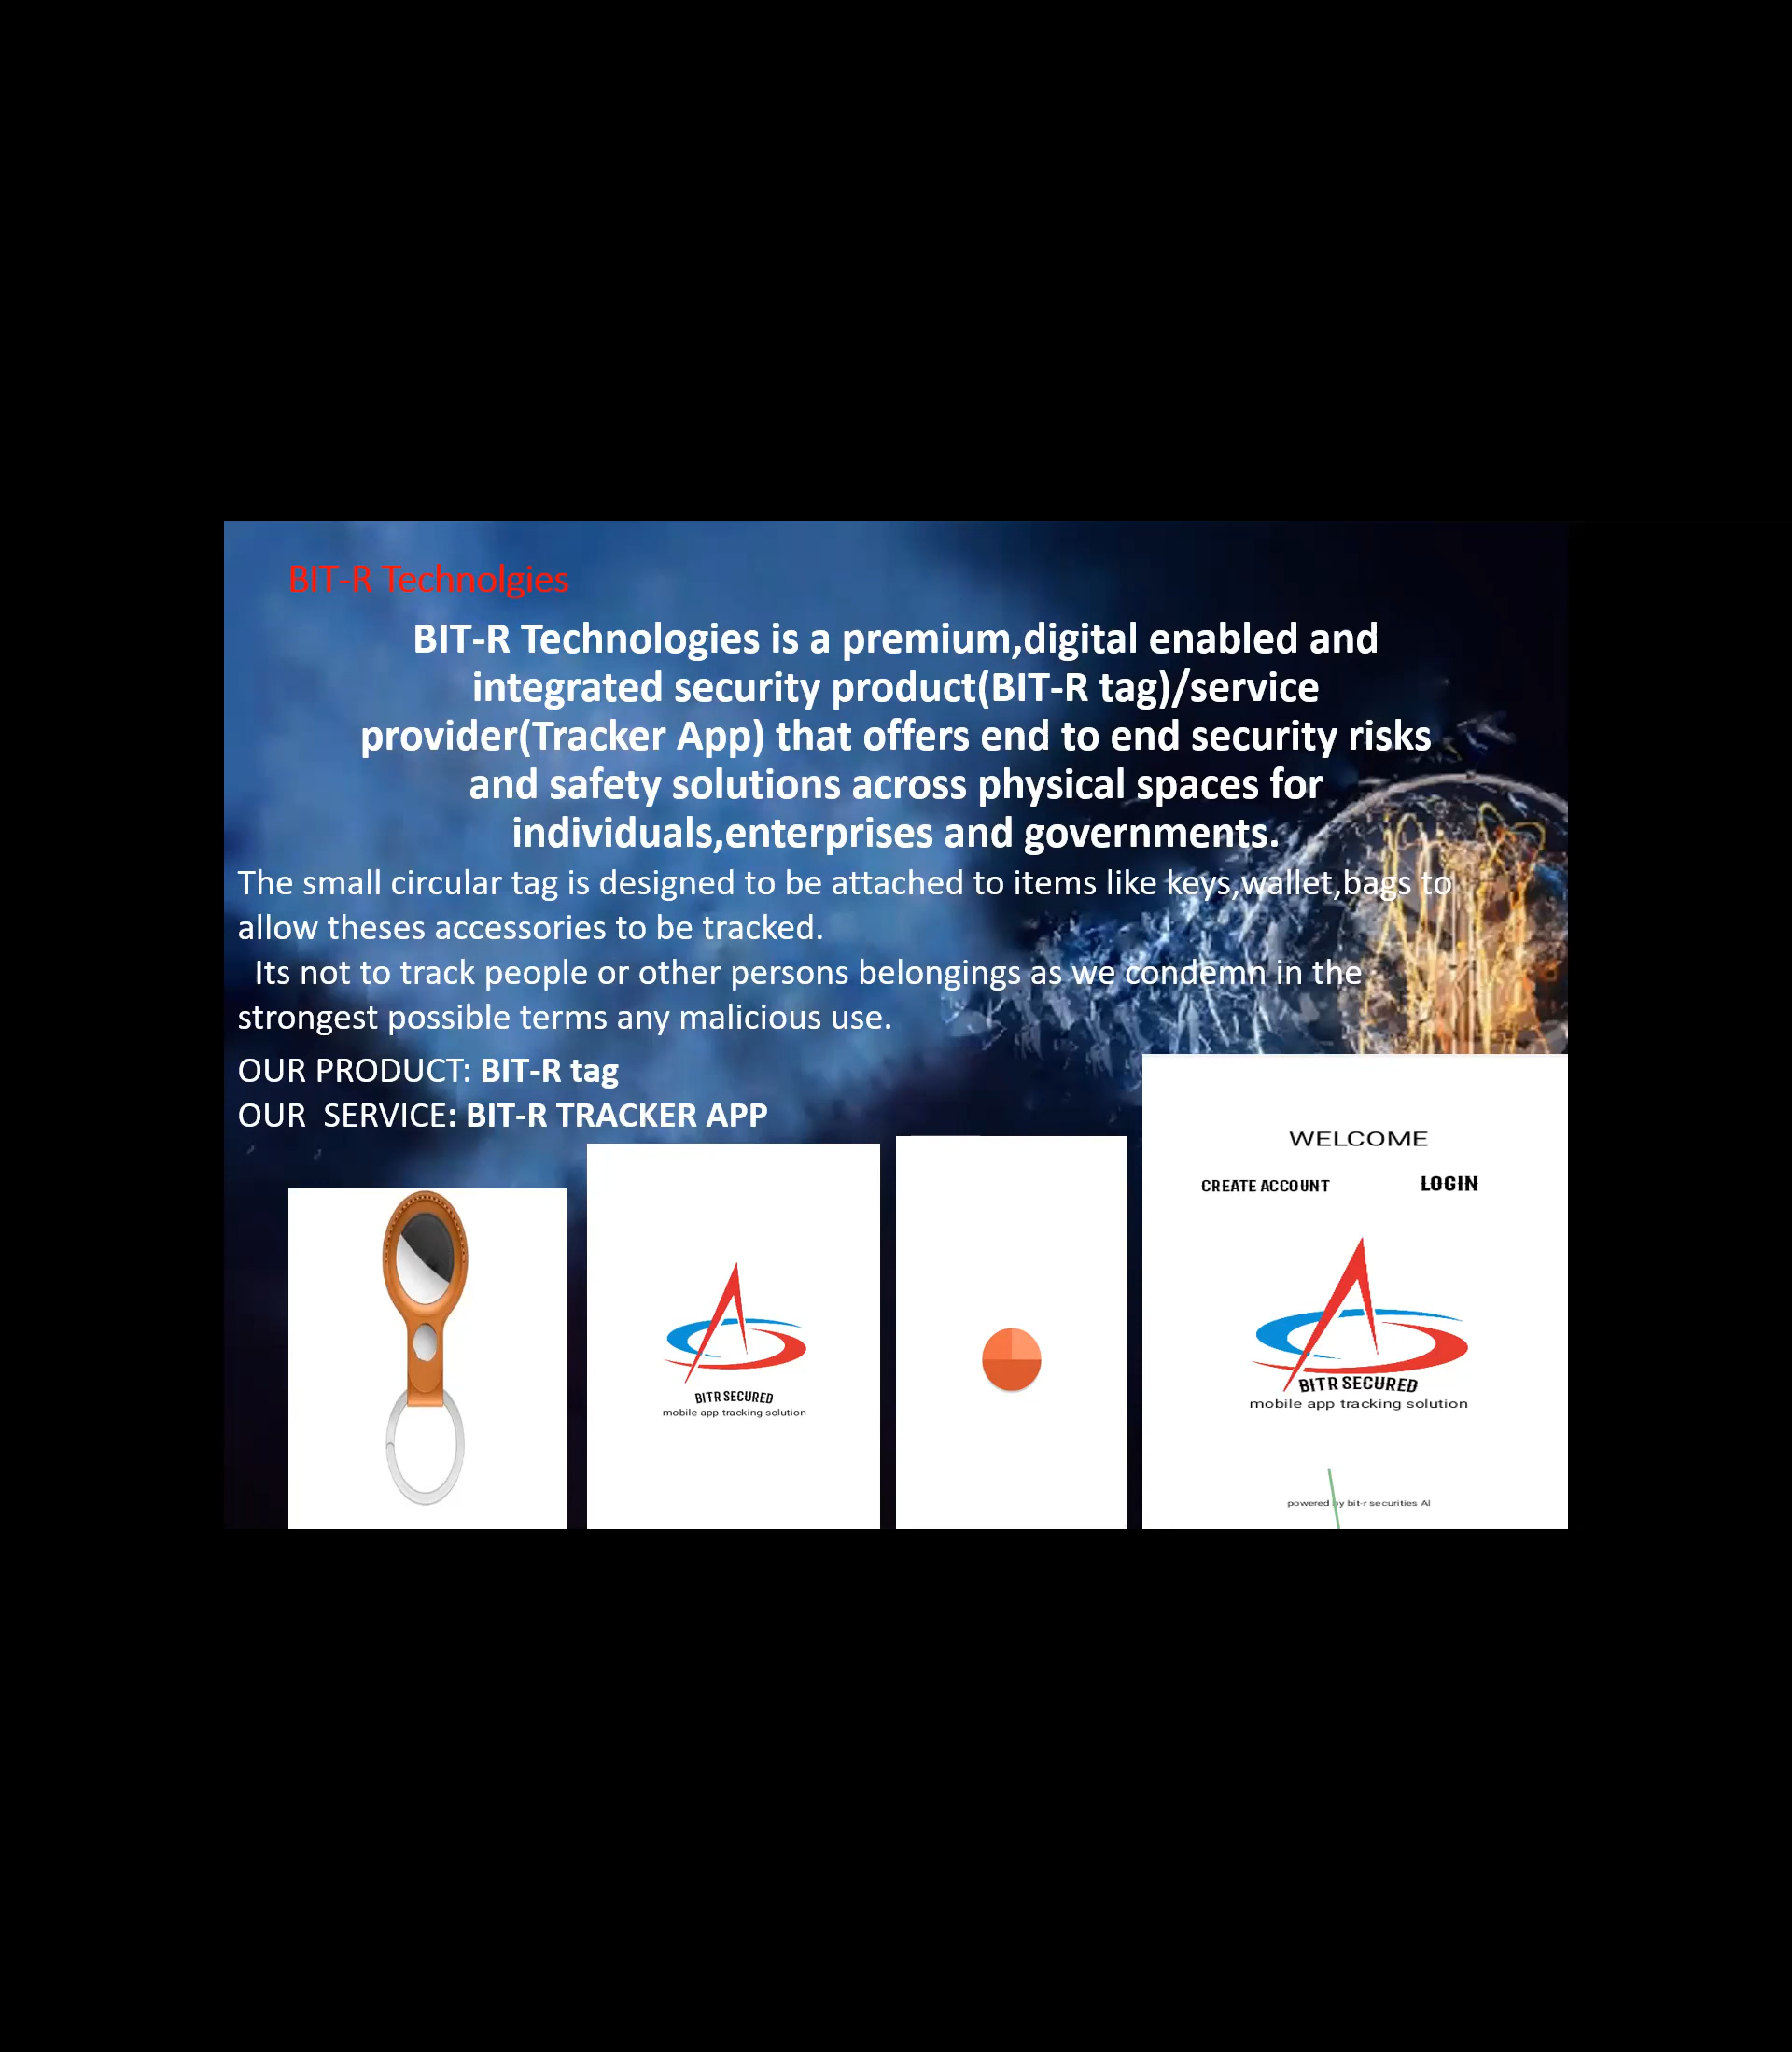 BIT-R Technolgies
BIT-R Technologies is a premium,digital enabled and
integrated security product(BIT-R tag)/service
provider(Tracker App) that offers end to end security risks
and safety solutions across physical spaces for
individuals,enterprises and governments.
The small circular tag is designed to be attached to items like keys,wallet,bags to
allow theses accessories to be tracked.
Its not to track people or other persons belongings as we condemn in the
strongest possible terms any malicious use.
OUR PRODUCT: BIT-R tag
OUR  SERVICE: BIT-R TRACKER APP
BITR SECURED
mobile app tracking solution
WELCOME
CREATE ACCOUNT LOGIN
BITR SECURED
mobile app tracking solution
powered by bit-r securities AI